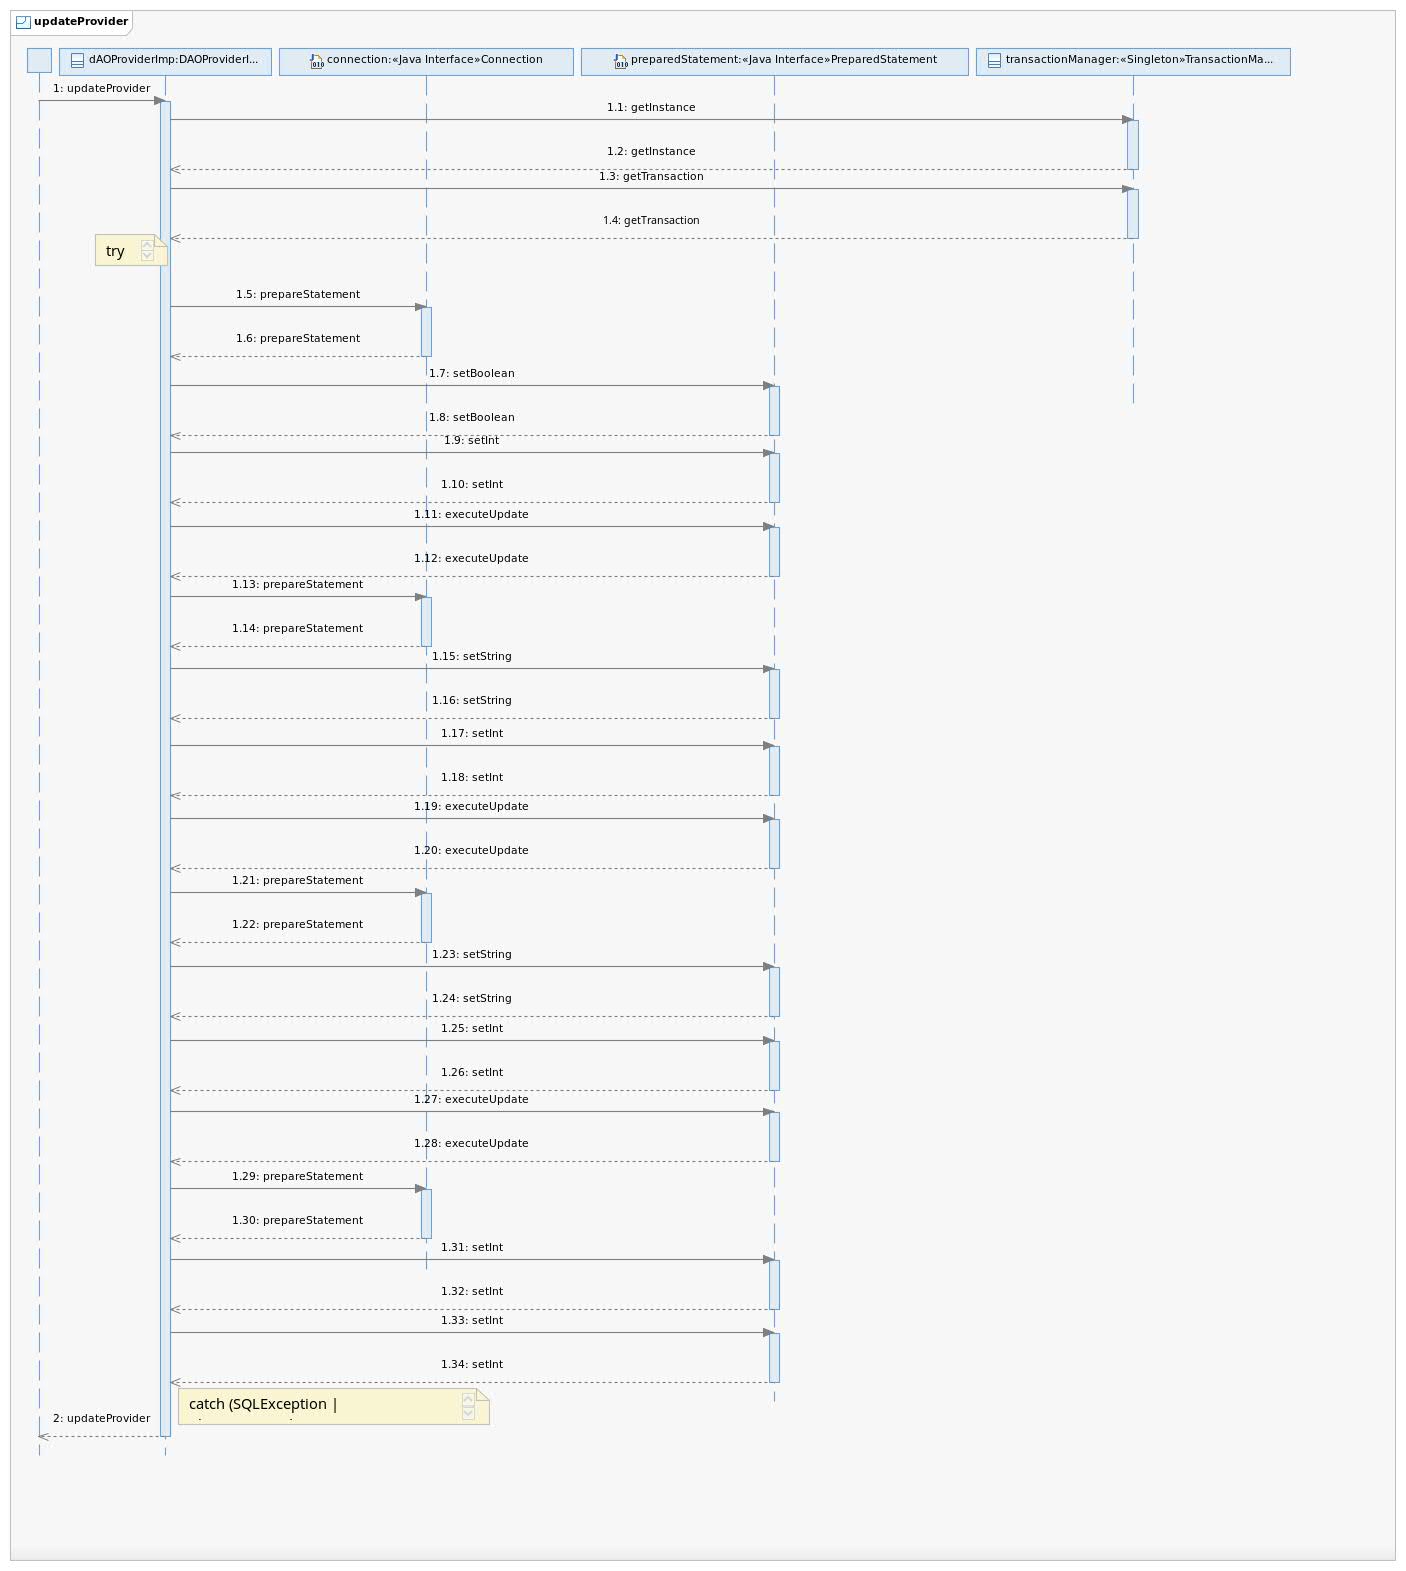 updateProvider
dAOProviderImp:DAOProviderI...
connection:«Java Interface»Connection
preparedStatement:«Java Interface»PreparedStatement
transactionManager:«Singleton»TransactionMa...
1: updateProvider
1.1: getInstance
1.2: getInstance
1.3: getTransaction
1.4: getTransaction
try
1.5: prepareStatement
1.6: prepareStatement
1.7: setBoolean
1.8: setBoolean
1.9: setInt
1.10: setInt
1.11: executeUpdate
1.12: executeUpdate
1.13: prepareStatement
1.14: prepareStatement
1.15: setString
1.16: setString
1.17: setInt
1.18: setInt
1.19: executeUpdate
1.20: executeUpdate
1.21: prepareStatement
1.22: prepareStatement
1.23: setString
1.24: setString
1.25: setInt
1.26: setInt
1.27: executeUpdate
1.28: executeUpdate
1.29: prepareStatement
1.30: prepareStatement
1.31: setInt
1.32: setInt
1.33: setInt
1.34: setInt
catch (SQLException |
2: updateProvider